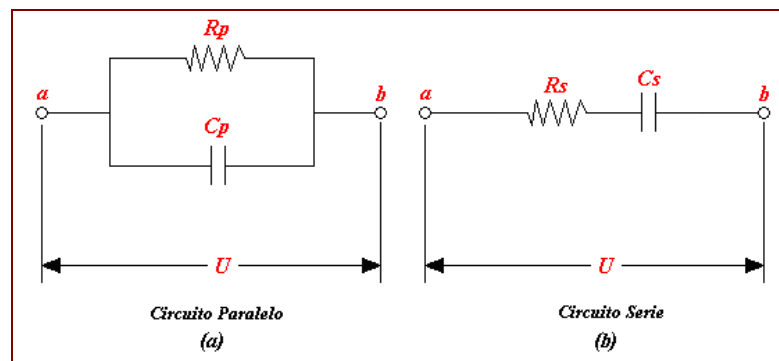 Rp
a
b
Cp
U
Circuito Paralelo
(a)
Rs
Cs
a
b
U
Circuito Serie
(b)